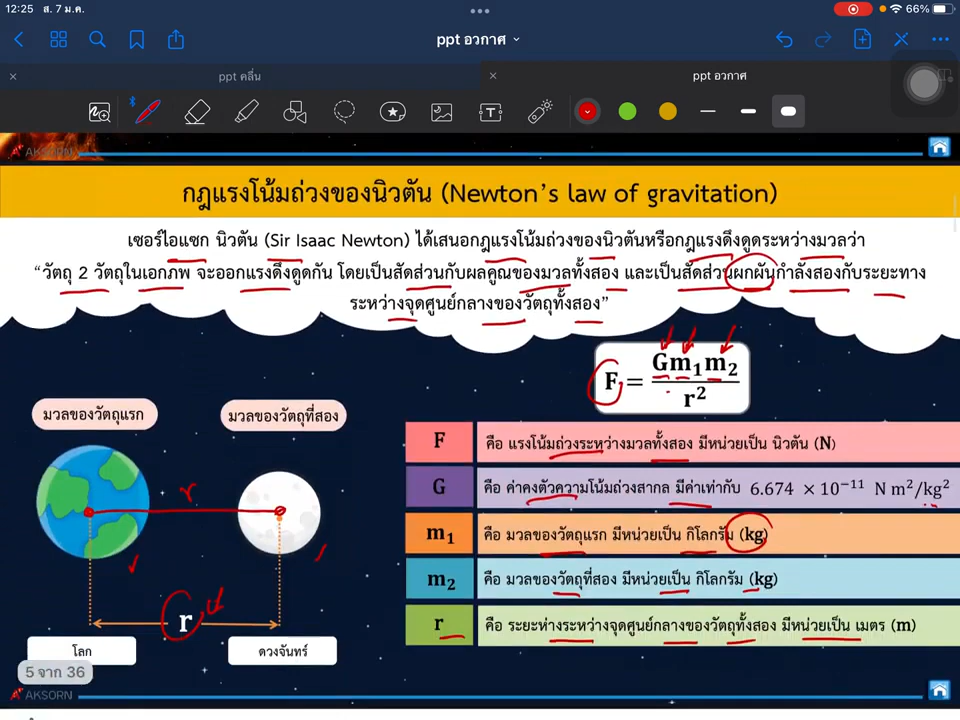 12:25 ส. 7 ม.ค. 66%
ppt อวกาศ
ppt คลื่น
ppt อวกาศ
AKSORN
กฎแรงโน้มถ่วงของนิวตัน (Newton's law of gravitation)
เซอร์ไอแซก นิวตัน (Sir Isaac Newton) ได้เสนอกฎแรงโน้มถ่วงของนิวตันหรือกฎแรงดึงดูดระหว่างมวลว่า
“วัตถุ 2 วัตถุในเอกภพ จะออกแรงดึงดูดกัน โดยเป็นสัดส่วนกับผลคูณของมวลทั้งสอง และเป็นสัดส่วนผกผันกำลังสองกับระยะทาง
ระหว่างจุดศูนย์กลางของวัตถุทั้งสอง”
F = Gm₁m₂ / r²
มวลของวัตถุแรก
มวลของวัตถุที่สอง
r
r
โลก
ดวงจันทร์
F คือ แรงโน้มถ่วงระหว่างมวลทั้งสอง มีหน่วยเป็น นิวตัน (N)
G คือ ค่าคงตัวความโน้มถ่วงสากล มีค่าเท่ากับ 6.674 × 10⁻¹¹ N m²/kg²
m₁ คือ มวลของวัตถุแรก มีหน่วยเป็น กิโลกรัม (kg)
m₂ คือ มวลของวัตถุที่สอง มีหน่วยเป็น กิโลกรัม (kg)
r คือ ระยะห่างระหว่างจุดศูนย์กลางของวัตถุทั้งสอง มีหน่วยเป็น เมตร (m)
5 จาก 36
AKSORN